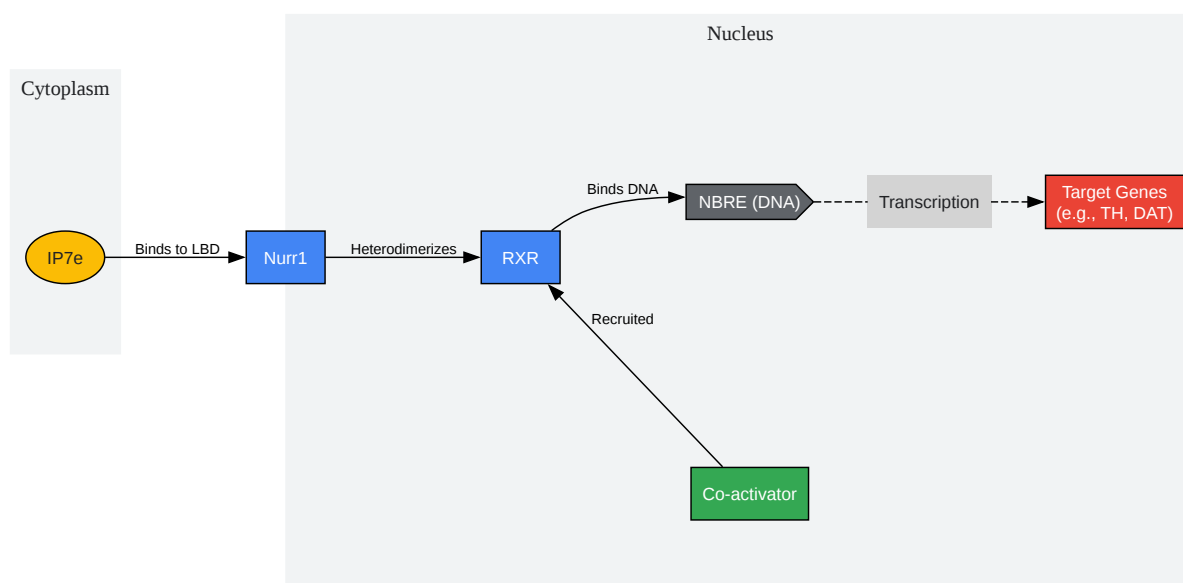 Nucleus
Cytoplasm
IP7e
Binds to LBD
Nurr1
Heterodimerizes
RXR
Binds DNA
NBRE (DNA)
Transcription
Target Genes
(e.g., TH, DAT)
Recruited
Co-activator